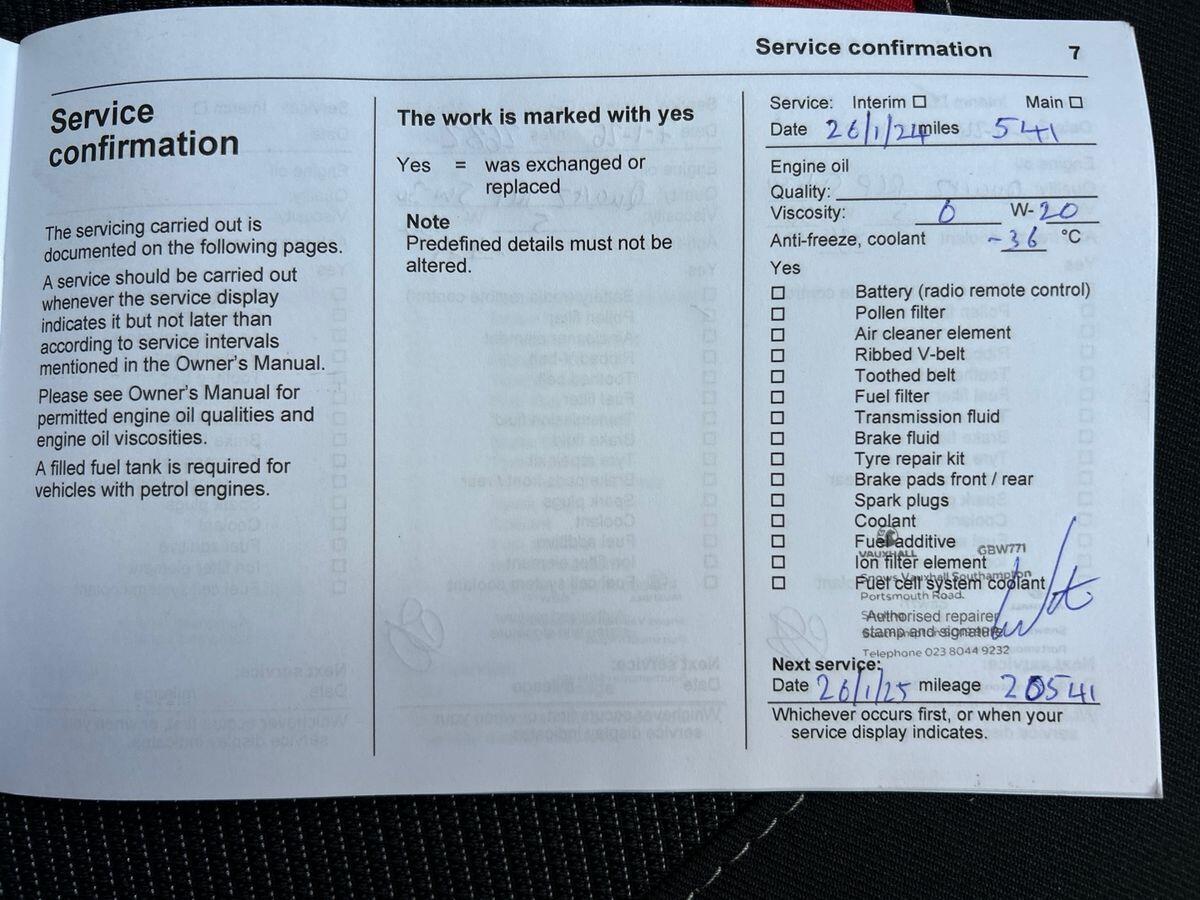 Service confirmation 7
Service
confirmation
The servicing carried out is
documented on the following pages.
A service should be carried out
whenever the service display
indicates it but not later than
according to service intervals
mentioned in the Owner's Manual.
Please see Owner's Manual for
permitted engine oil qualities and
engine oil viscosities.
A filled fuel tank is required for
vehicles with petrol engines.
The work is marked with yes
Yes = was exchanged or
replaced
Note
Predefined details must not be
altered.
Service: Interim ☐ Main ☐
Date 26/1/24 miles 541
Engine oil
Quality:
Viscosity: 0 W-20
Anti-freeze, coolant -36 °C
Yes
☐ Battery (radio remote control)
☐ Pollen filter
☐ Air cleaner element
☐ Ribbed V-belt
☐ Toothed belt
☐ Fuel filter
☐ Transmission fluid
☐ Brake fluid
☐ Tyre repair kit
☐ Brake pads front / rear
☐ Spark plugs
☐ Coolant
☐ Fuel additive
VAUXHALL GBW771
☐ Ion filter element
Snows Vauxhall Southampton
☐ Fuel cell system coolant
Portsmouth Road.
Authorised repairer
stamp and signature
Telephone 023 8044 9232
Next service:
Date 26/1/25 mileage 20541
Whichever occurs first, or when your
service display indicates.